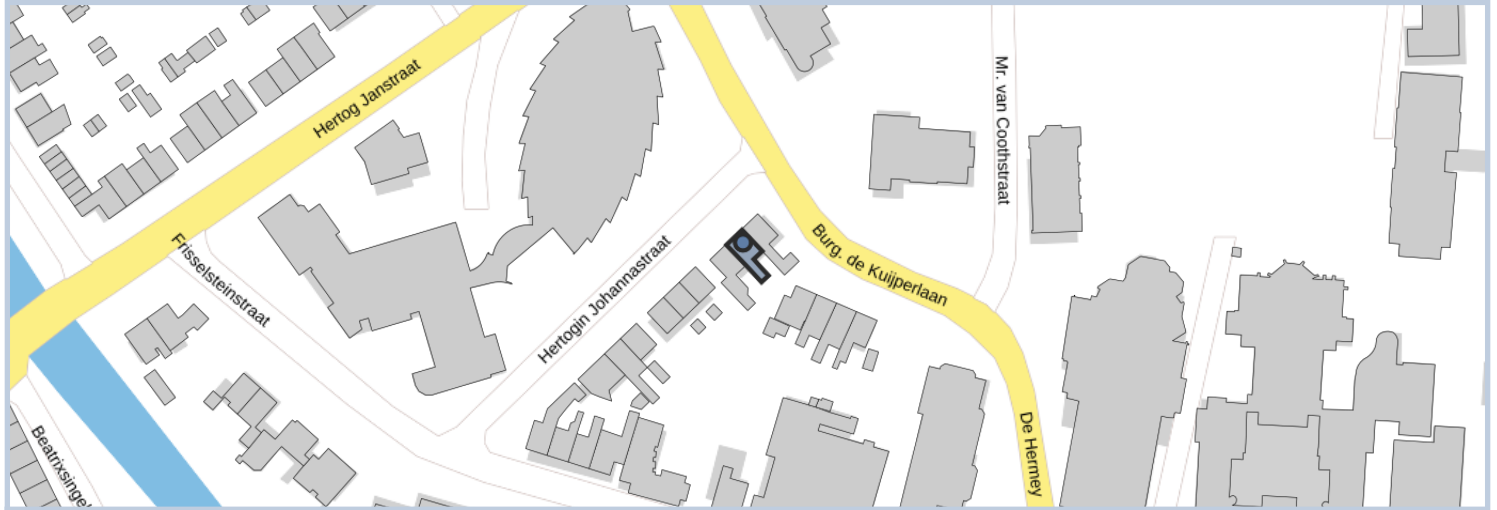 Hertog Janstraat
Mr. van Coothstraat
Frisselsteinstraat
Hertogin Johannastraat
Burg. de Kuijperlaan
De Hermey
Beatrixsingel